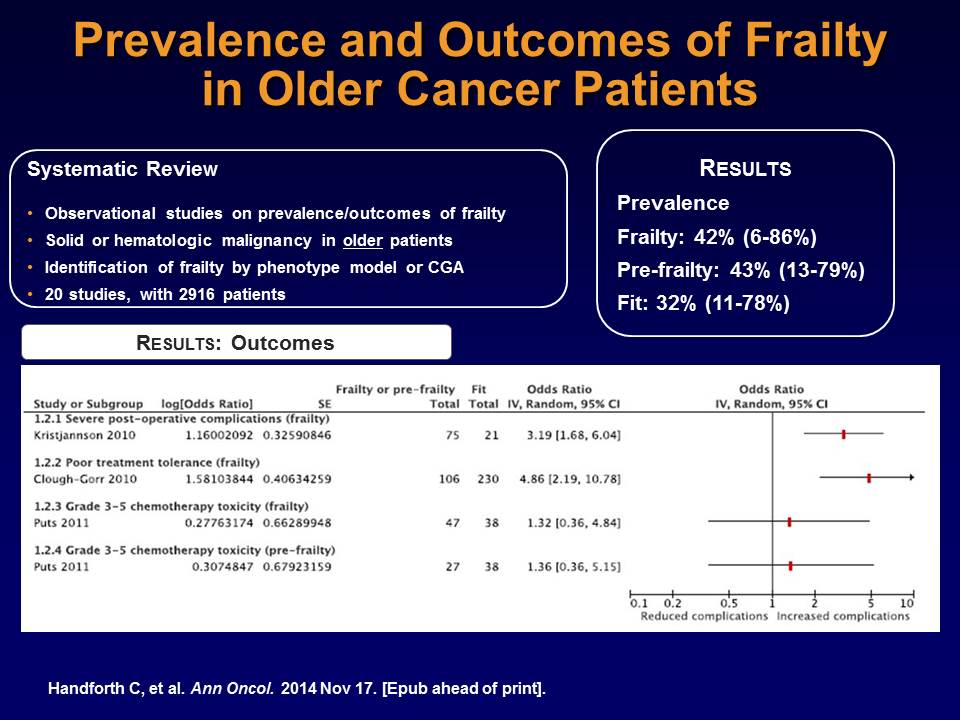 Prevalence and Outcomes of Frailty
in Older Cancer Patients
Systematic Review
• Observational studies on prevalence/outcomes of frailty
• Solid or hematologic malignancy in older patients
• Identification of frailty by phenotype model or CGA
• 20 studies, with 2916 patients
RESULTS
Prevalence
Frailty: 42% (6-86%)
Pre-frailty: 43% (13-79%)
Fit: 32% (11-78%)
RESULTS: Outcomes
Frailty or pre-frailty Fit Odds Ratio Odds Ratio
Study or Subgroup log[Odds Ratio] SE Total Total IV, Random, 95% CI IV, Random, 95% CI
1.2.1 Severe post-operative complications (frailty)
Kristjannson 2010 1.16002092 0.32590846 75 21 3.19 [1.68, 6.04]
1.2.2 Poor treatment tolerance (frailty)
Clough-Gorr 2010 1.58103844 0.40634259 106 230 4.86 [2.19, 10.78]
1.2.3 Grade 3-5 chemotherapy toxicity (frailty)
Puts 2011 0.27763174 0.66289948 47 38 1.32 [0.36, 4.84]
1.2.4 Grade 3-5 chemotherapy toxicity (pre-frailty)
Puts 2011 0.3074847 0.67923159 27 38 1.36 [0.36, 5.15]
0.1 0.2 0.5 1 2 5 10
Reduced complications Increased complications
Handforth C, et al. Ann Oncol. 2014 Nov 17. [Epub ahead of print].